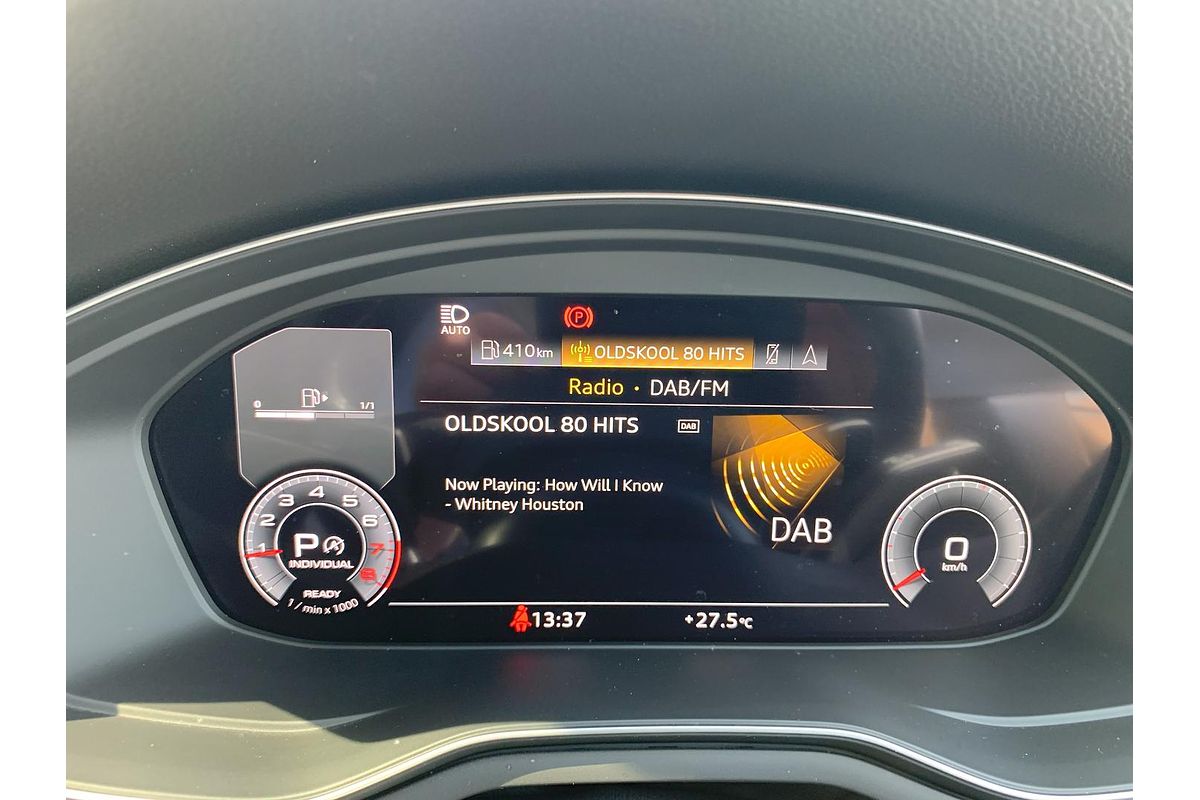 AUTO
P
410 km
OLDSKOOL 80 HITS
Radio • DAB/FM
0
1/1
OLDSKOOL 80 HITS
DAB
Now Playing: How Will I Know
- Whitney Houston
DAB
1 2 3 4 5 6 7 8
P
INDIVIDUAL
READY
1 / min x 1000
0
km/h
13:37
+27.5°C